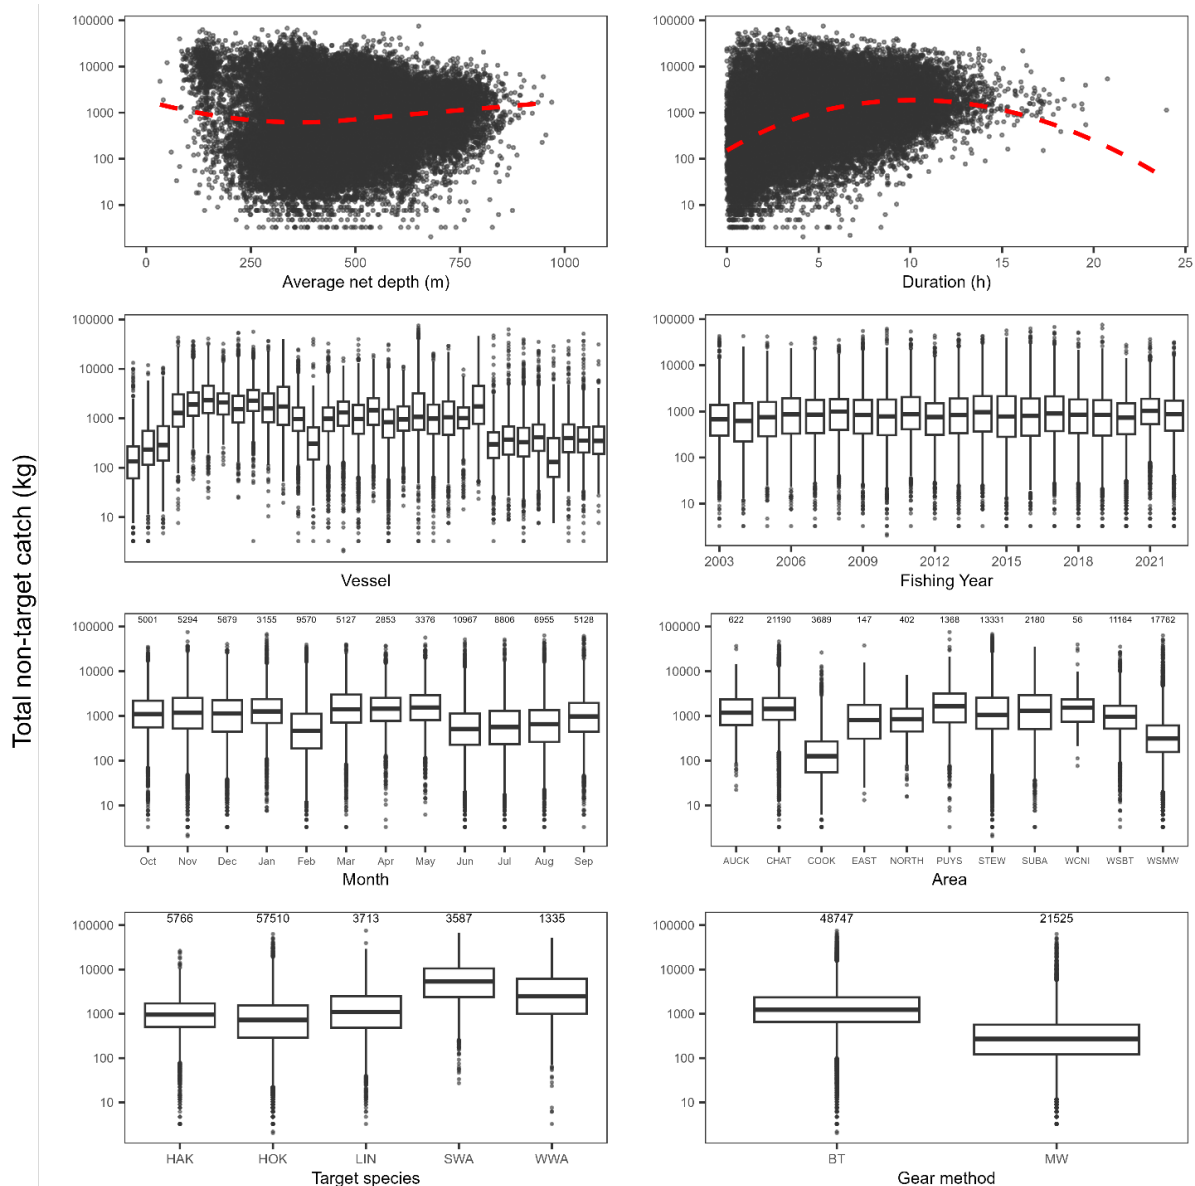 Total non-target catch (kg)
100000
10000
1000
100
10
0 250 500 750 1000
Average net depth (m)
100000
10000
1000
100
10
0 5 10 15 20 25
Duration (h)
100000
10000
1000
100
10
Vessel
100000
10000
1000
100
10
2003 2006 2009 2012 2015 2018 2021
Fishing Year
5001 5294 5679 3155 9570 5127 2853 3376 10967 8806 6955 5128
100000
10000
1000
100
10
Oct Nov Dec Jan Feb Mar Apr May Jun Jul Aug Sep
Month
622 21190 3689 147 402 1368 13331 2180 56 11164 17762
100000
10000
1000
100
10
AUCK CHAT COOK EAST NORTH PUYS STEW SUBA WCNI WSBT WSMW
Area
5766 57510 3713 3587 1335
100000
10000
1000
100
10
HAK HOK LIN SWA WWA
Target species
48747 21525
100000
10000
1000
100
10
BT MW
Gear method